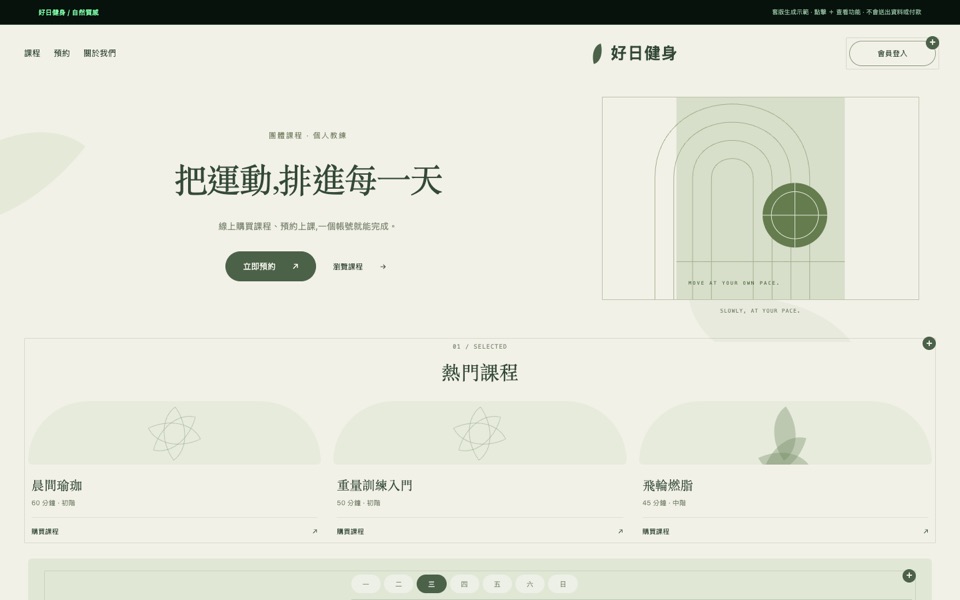 好日健身 / 自然質感
舊版生成示範 · 點擊 + 查看功能 · 不會送出資料或付款
課程
預約
關於我們
好日健身
會員登入
團體課程 · 個人教練
把運動,排進每一天
線上購買課程、預約上課,一個帳號就能完成。
立即預約 ↗
瀏覽課程 →
MOVE AT YOUR OWN PACE.
SLOWLY, AT YOUR PACE.
01 / SELECTED
熱門課程
晨間瑜珈
60 分鐘 · 初階
購買課程 ↗
重量訓練入門
50 分鐘 · 初階
購買課程 ↗
飛輪燃脂
45 分鐘 · 中階
購買課程 ↗
一 二 三 四 五 六 日